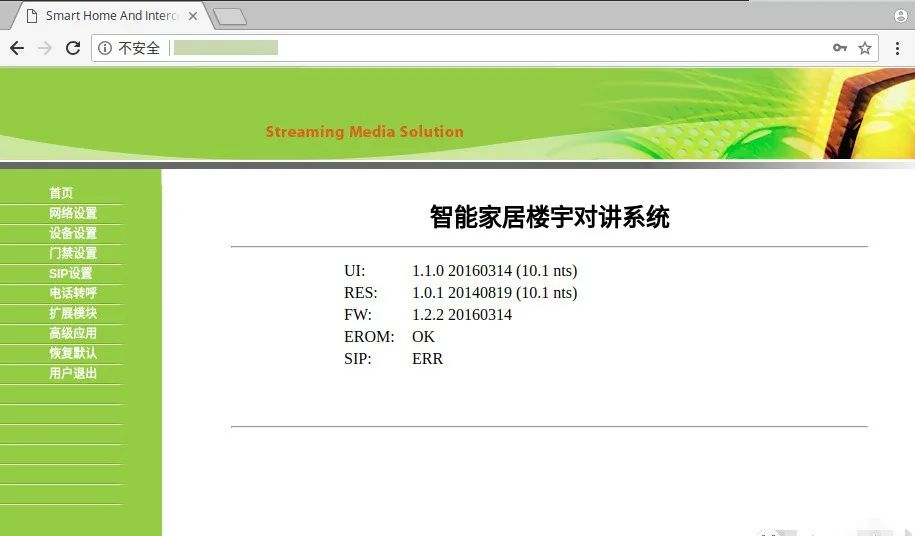 Smart Home And Interc
不安全
Streaming Media Solution
首页
网络设置
设备设置
门禁设置
SIP设置
电话转呼
扩展模块
高级应用
恢复默认
用户退出
智能家居楼宇对讲系统
UI: 1.1.0 20160314 (10.1 nts)
RES: 1.0.1 20140819 (10.1 nts)
FW: 1.2.2 20160314
EROM: OK
SIP: ERR